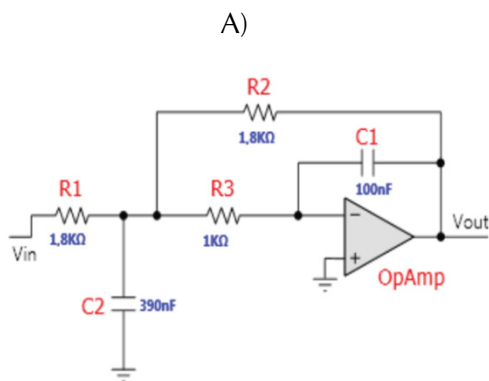 A)
R2
1,8KΩ
C1
100nF
R1
1,8KΩ
R3
1KΩ
Vin
Vout
OpAmp
C2
390nF